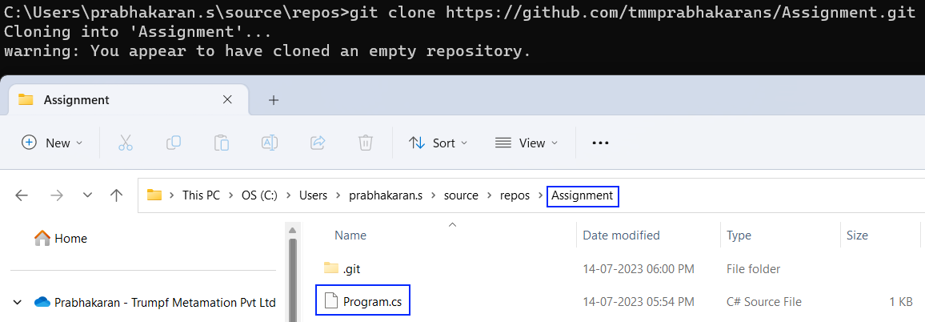 C:\Users\prabhakaran.s\source\repos>git clone https://github.com/tmmprabhakarans/Assignment.git
Cloning into 'Assignment'...
warning: You appear to have cloned an empty repository.
Assignment
New Sort View
This PC > OS (C:) > Users > prabhakaran.s > source > repos > Assignment
Home
Name Date modified Type Size
.git 14-07-2023 06:00 PM File folder
Prabhakaran - Trumpf Metamation Pvt Ltd
Program.cs 14-07-2023 05:54 PM C# Source File 1 KB